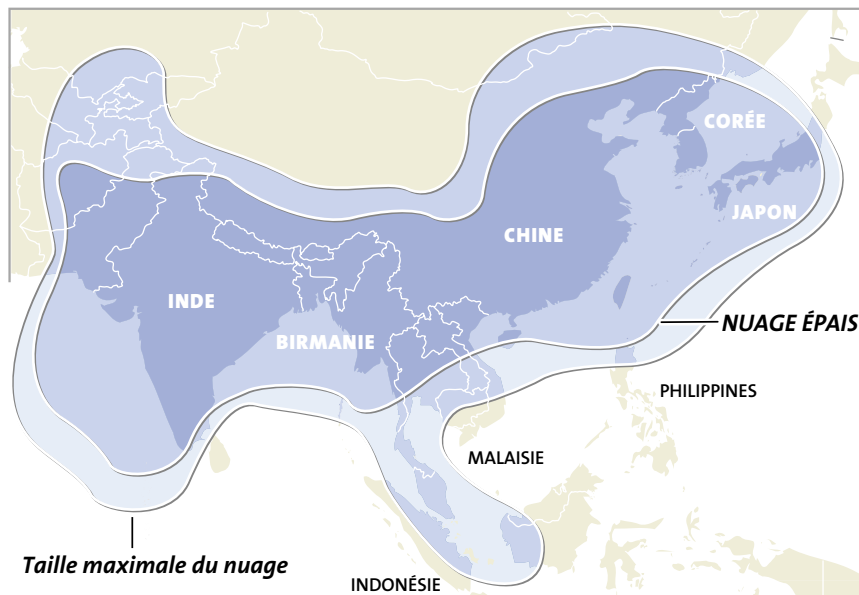 CORÉE
JAPON
CHINE
INDE
NUAGE ÉPAIS
BIRMANIE
PHILIPPINES
MALAISIE
Taille maximale du nuage
INDONÉSIE